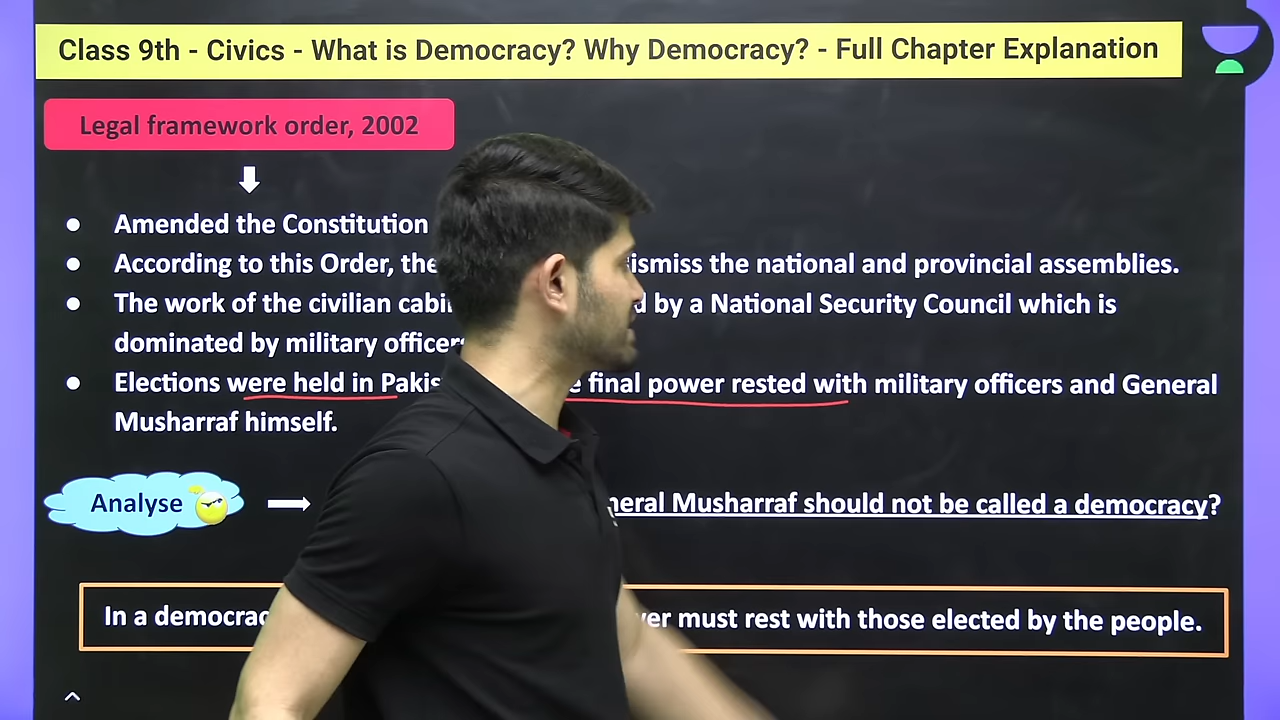 Class 9th - Civics - What is Democracy? Why Democracy? - Full Chapter Explanation
Legal framework order, 2002
● Amended the Constitution
● According to this Order, the ismiss the national and provincial assemblies.
● The work of the civilian cabi by a National Security Council which is
dominated by military officer
● Elections were held in Pakis final power rested with military officers and General
Musharraf himself.
Analyse neral Musharraf should not be called a democracy?
In a democrac er must rest with those elected by the people.